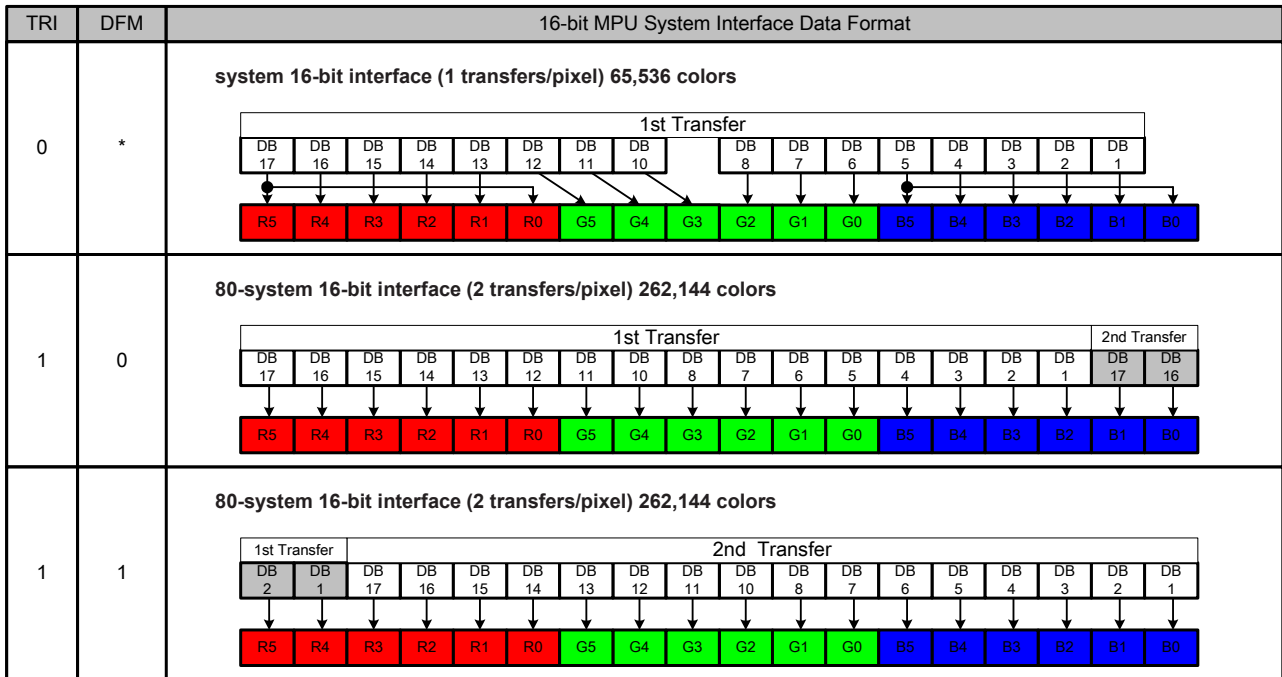 TRI DFM 16-bit MPU System Interface Data Format
system 16-bit interface (1 transfers/pixel) 65,536 colors
0 *
1st Transfer
DB 17 DB 16 DB 15 DB 14 DB 13 DB 12 DB 11 DB 10 DB 8 DB 7 DB 6 DB 5 DB 4 DB 3 DB 2 DB 1
R5 R4 R3 R2 R1 R0 G5 G4 G3 G2 G1 G0 B5 B4 B3 B2 B1 B0
80-system 16-bit interface (2 transfers/pixel) 262,144 colors
1 0
1st Transfer 2nd Transfer
DB 17 DB 16 DB 15 DB 14 DB 13 DB 12 DB 11 DB 10 DB 8 DB 7 DB 6 DB 5 DB 4 DB 3 DB 2 DB 1 DB 17 DB 16
R5 R4 R3 R2 R1 R0 G5 G4 G3 G2 G1 G0 B5 B4 B3 B2 B1 B0
80-system 16-bit interface (2 transfers/pixel) 262,144 colors
1 1
1st Transfer 2nd Transfer
DB 2 DB 1 DB 17 DB 16 DB 15 DB 14 DB 13 DB 12 DB 11 DB 10 DB 8 DB 7 DB 6 DB 5 DB 4 DB 3 DB 2 DB 1
R5 R4 R3 R2 R1 R0 G5 G4 G3 G2 G1 G0 B5 B4 B3 B2 B1 B0